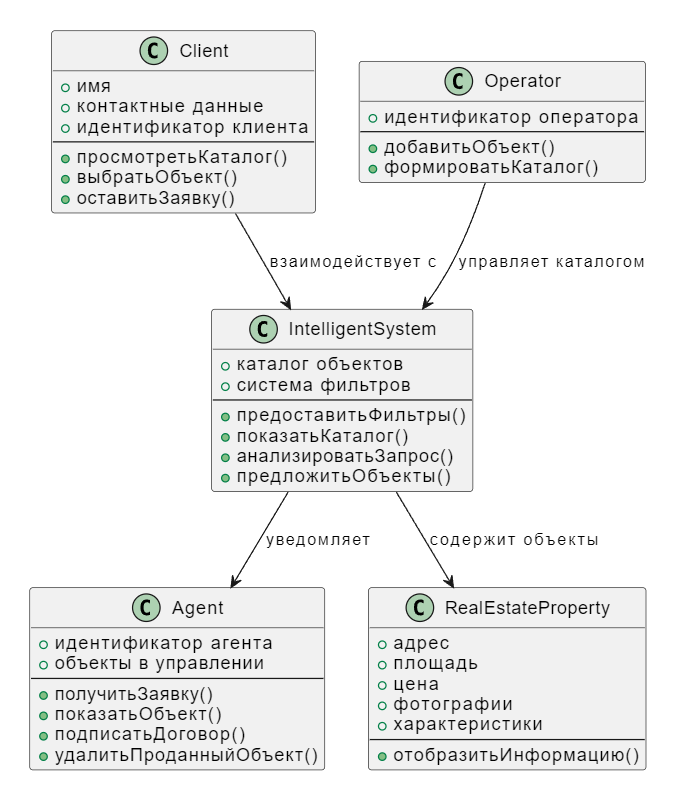 C Client
имя
контактные данные
идентификатор клиента
просмотретьКаталог()
выбратьОбъект()
оставитьЗаявку()
C Operator
идентификатор оператора
добавитьОбъект()
формироватьКаталог()
взаимодействует с
управляет каталогом
C IntelligentSystem
каталог объектов
система фильтров
предоставитьФильтры()
показатьКаталог()
анализироватьЗапрос()
предложитьОбъекты()
уведомляет
содержит объекты
C Agent
идентификатор агента
объекты в управлении
получитьЗаявку()
показатьОбъект()
подписатьДоговор()
удалитьПроданныйОбъект()
C RealEstateProperty
адрес
площадь
цена
фотографии
характеристики
отобразитьИнформацию()